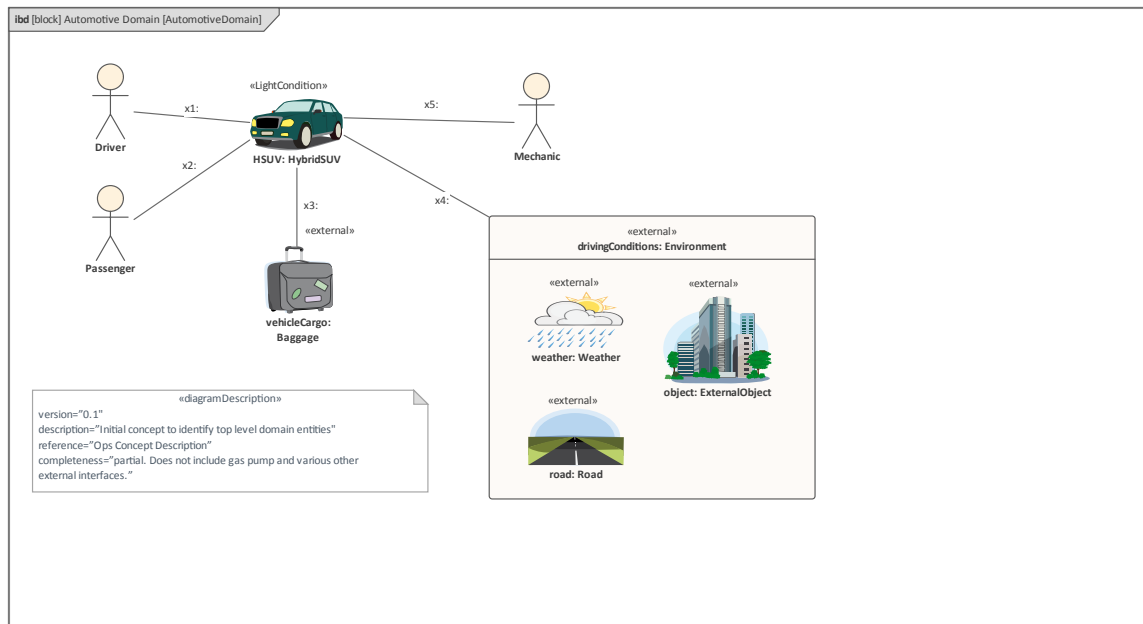 ibd [block] Automotive Domain [AutomotiveDomain]
«LightCondition»
x1:
x5:
Driver
HSUV: HybridSUV
Mechanic
x2:
x3:
x4:
«external»
Passenger
vehicleCargo:
Baggage
«external»
drivingConditions: Environment
«external»
«external»
weather: Weather
object: ExternalObject
«external»
road: Road
«diagramDescription»
version="0.1"
description="Initial concept to identify top level domain entities"
reference="Ops Concept Description"
completeness="partial. Does not include gas pump and various other
external interfaces."